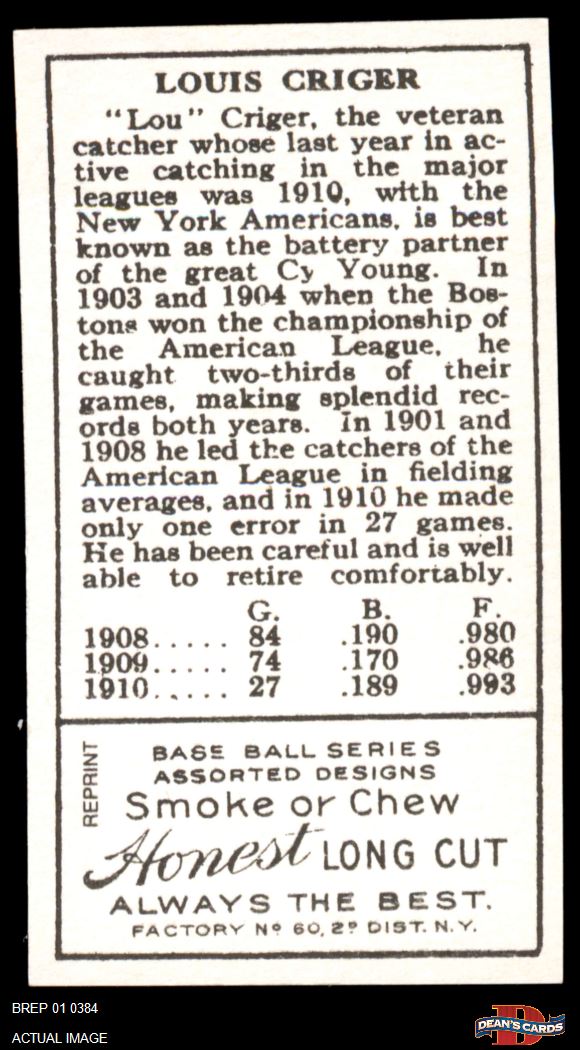 LOUIS CRIGER
"Lou" Criger, the veteran
catcher whose last year in ac-
tive catching in the major
leagues was 1910, with the
New York Americans, is best
known as the battery partner
of the great Cy Young. In
1903 and 1904 when the Bos-
tons won the championship of
the American League, he
caught two-thirds of their
games, making splendid rec-
ords both years. In 1901 and
1908 he led the catchers of the
American League in fielding
averages, and in 1910 he made
only one error in 27 games.
He has been careful and is well
able to retire comfortably.
G. B. F.
1908..... 84 .190 .980
1909..... 74 .170 .986
1910..... 27 .189 .993
REPRINT
BASE BALL SERIES
ASSORTED DESIGNS
Smoke or Chew
Honest LONG CUT
ALWAYS THE BEST.
FACTORY Nº 60, 2º DIST. N.Y.
BREP 01 0384
ACTUAL IMAGE
D
DEAN'S CARDS